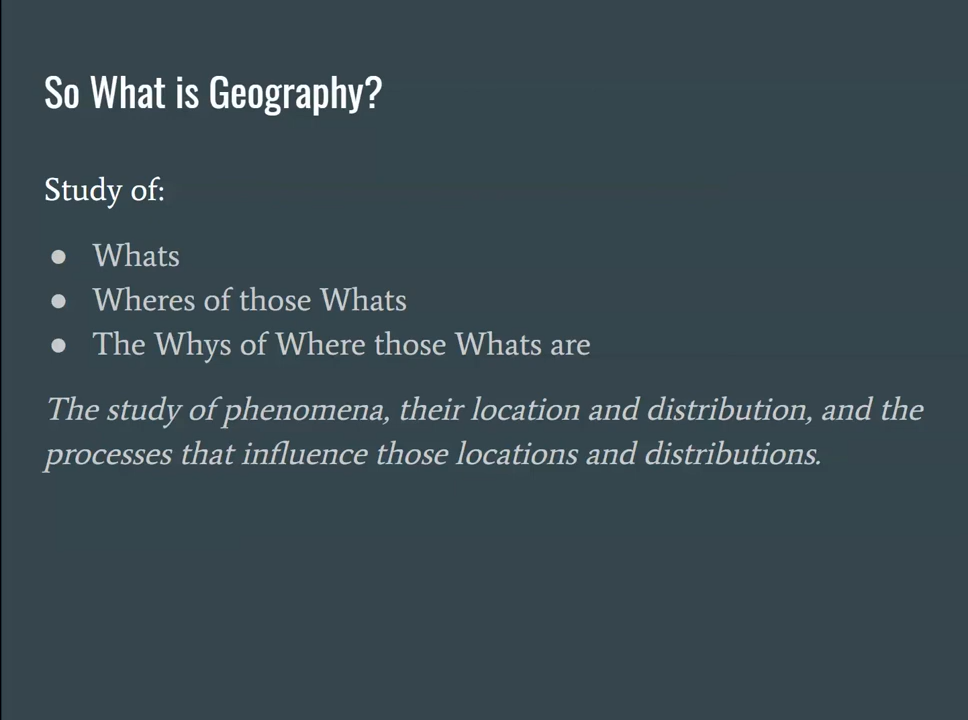 So What is Geography?
Study of:
● Whats
● Wheres of those Whats
● The Whys of Where those Whats are
The study of phenomena, their location and distribution, and the
processes that influence those locations and distributions.